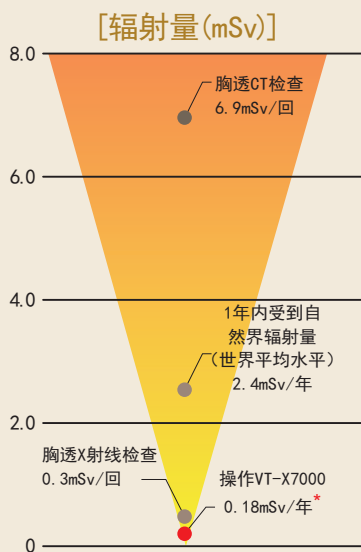 [辐射量(mSv)]
8.0
胸透CT检查
6.9mSv/回
6.0
4.0
1年内受到自
然界辐射量
(世界平均水平)
2.4mSv/年
2.0
胸透X射线检查
0.3mSv/回
操作VT-X7000
0.18mSv/年*
0